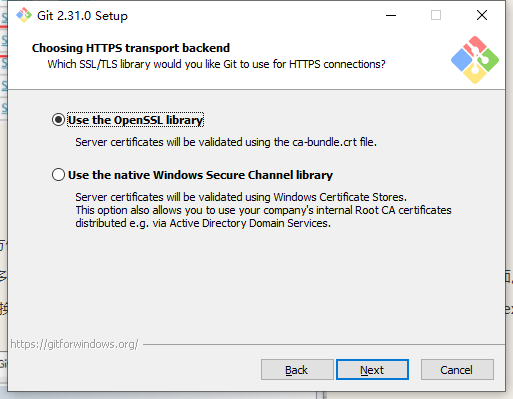 Git 2.31.0 Setup
Choosing HTTPS transport backend
Which SSL/TLS library would you like Git to use for HTTPS connections?
Use the OpenSSL library
Server certificates will be validated using the ca-bundle.crt file.
Use the native Windows Secure Channel library
Server certificates will be validated using Windows Certificate Stores.
This option also allows you to use your company's internal Root CA certificates
distributed e.g. via Active Directory Domain Services.
https://gitforwindows.org/
Back
Next
Cancel